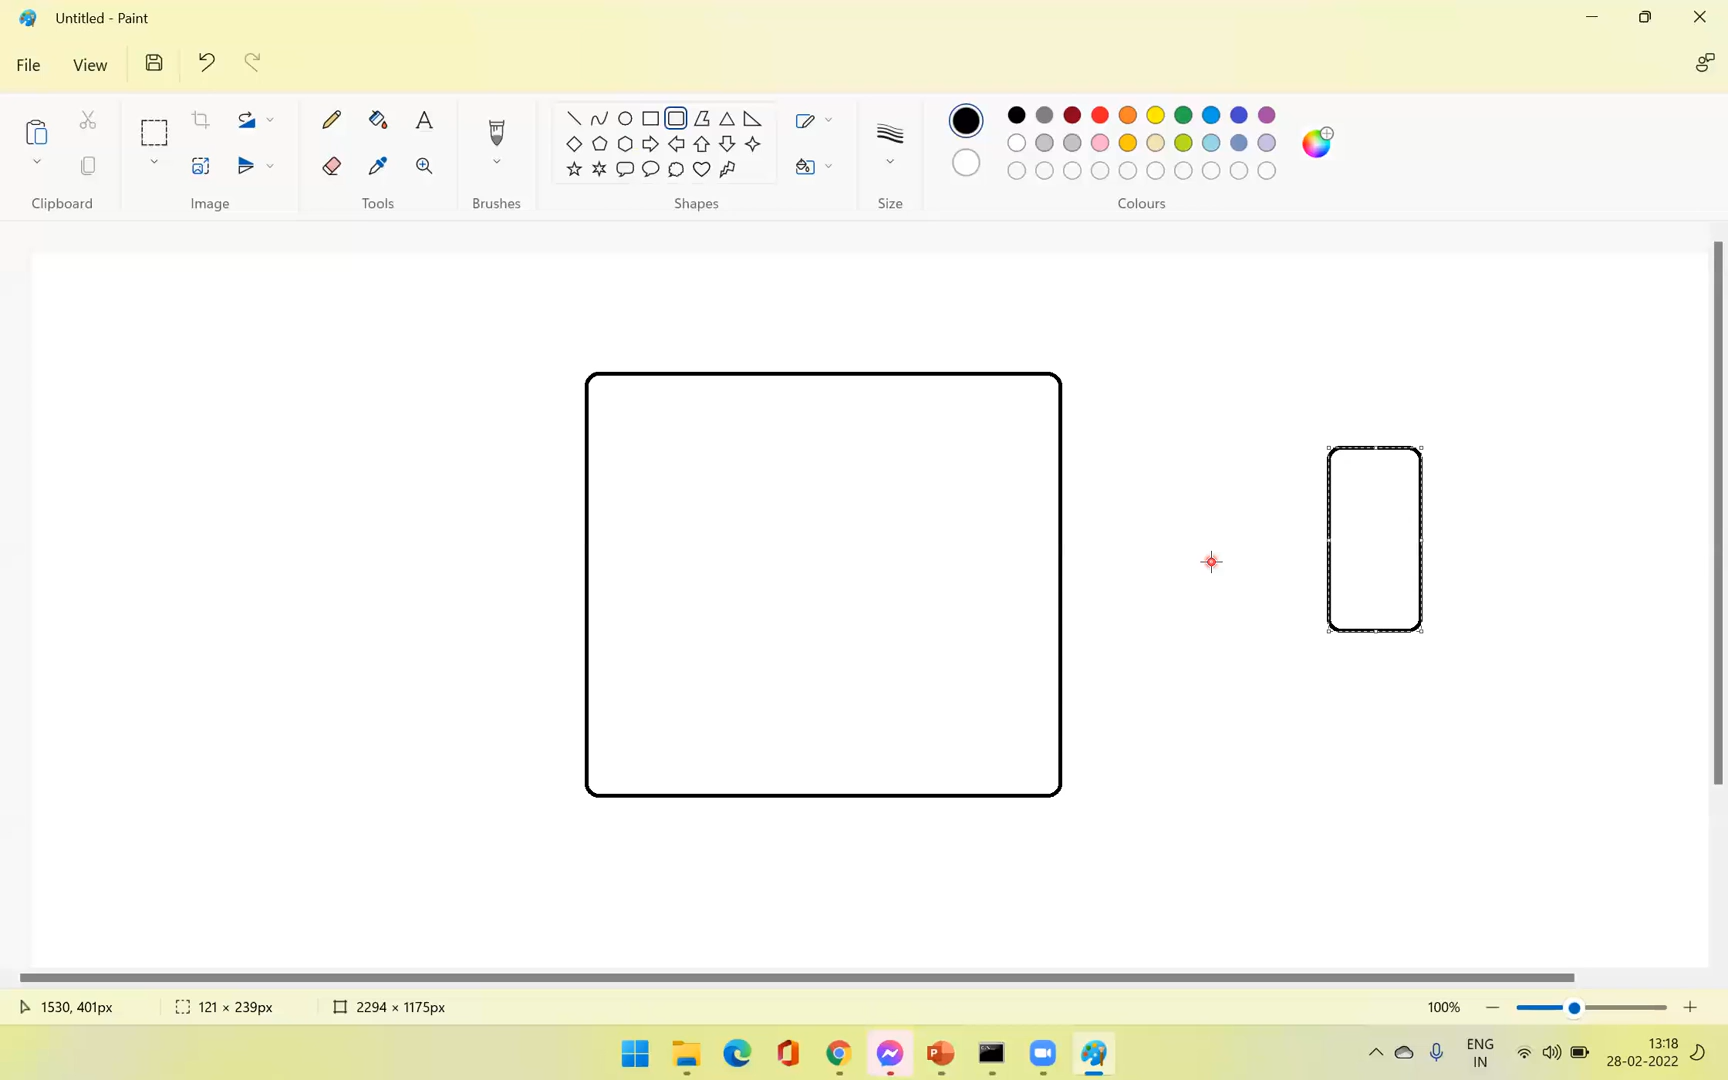 Untitled - Paint
File View
A
Clipboard Image Tools Brushes Shapes Size Colours
1530, 401px 121 × 239px 2294 × 1175px 100%
ENG 13:18
IN 28-02-2022